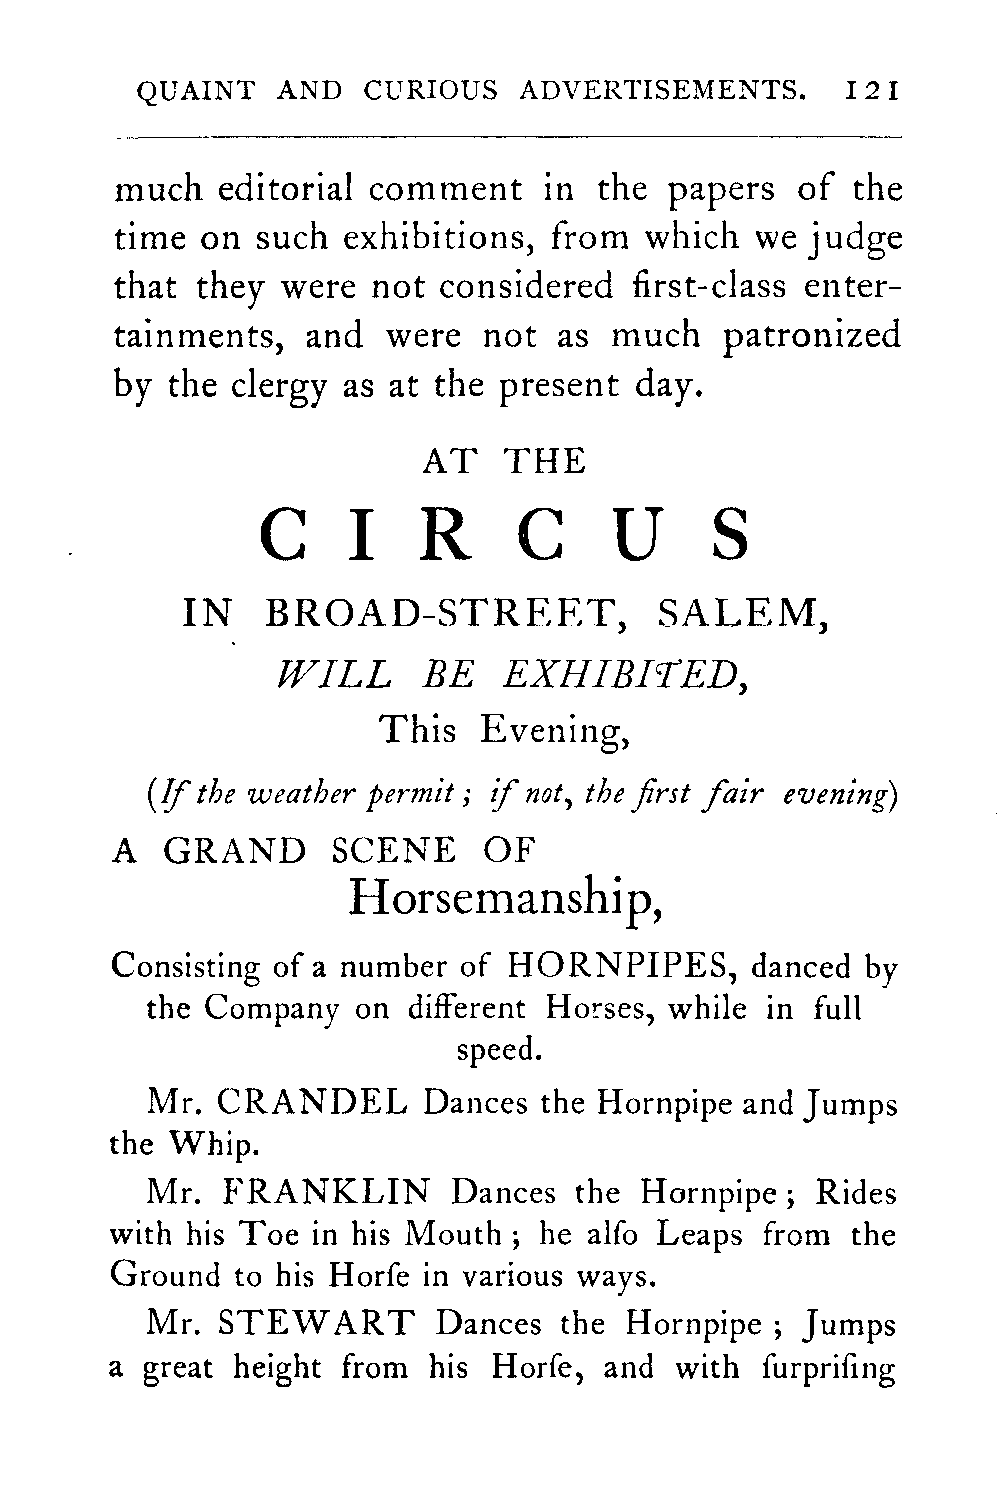 QUAINT AND CURIOUS ADVERTISEMENTS. 121
much editorial comment in the papers of the
time on such exhibitions, from which we judge
that they were not considered first-class enter-
tainments, and were not as much patronized
by the clergy as at the present day.
AT THE
CIRCUS
IN BROAD-STREET, SALEM,
WILL BE EXHIBITED,
This Evening,
(If the weather permit; if not, the first fair evening)
A GRAND SCENE OF
Horsemanship,
Consisting of a number of HORNPIPES, danced by
the Company on different Horses, while in full
speed.
Mr. CRANDEL Dances the Hornpipe and Jumps
the Whip.
Mr. FRANKLIN Dances the Hornpipe; Rides
with his Toe in his Mouth; he alſo Leaps from the
Ground to his Horſe in various ways.
Mr. STEWART Dances the Hornpipe; Jumps
a great height from his Horſe, and with ſurpriſing